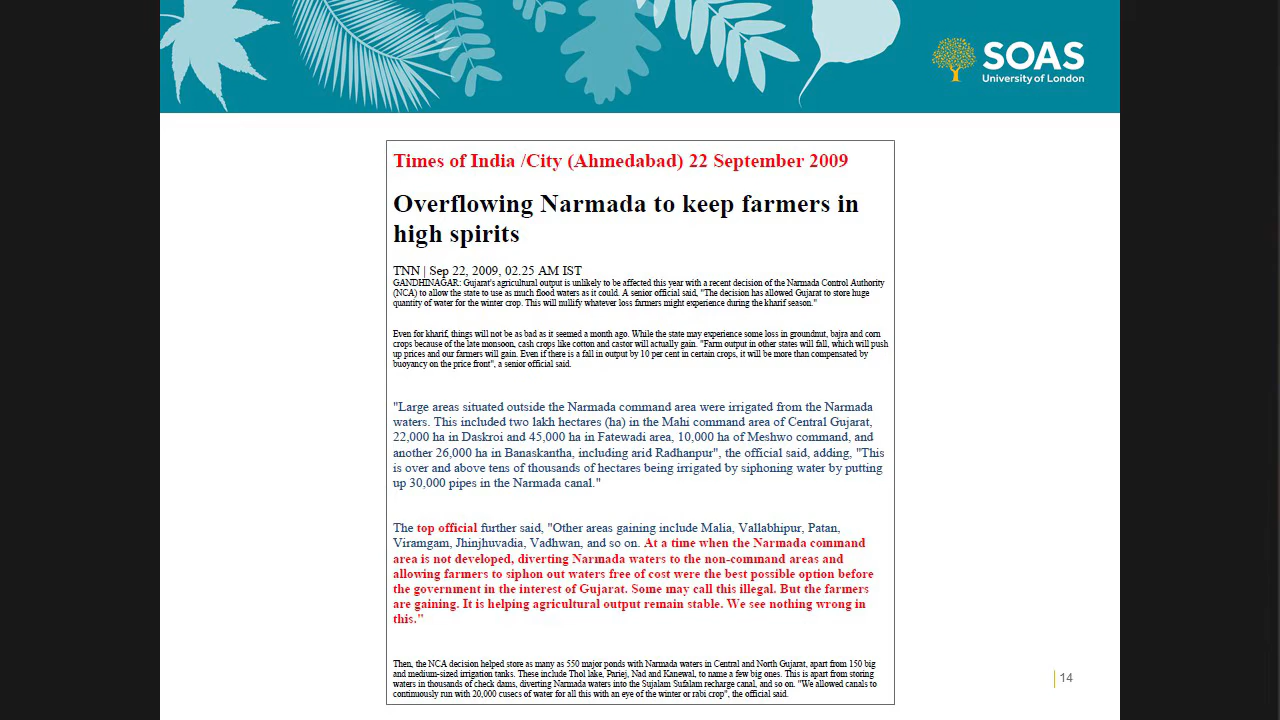 SOAS
University of London
Times of India /City (Ahmedabad) 22 September 2009
Overflowing Narmada to keep farmers in
high spirits
TNN | Sep 22, 2009, 02.25 AM IST
GANDHINAGAR: Gujarat's agricultural output is unlikely to be affected this year with a recent decision of the Narmada Control Authority
(NCA) to allow the state to use as much flood waters as it could. A senior official said, "The decision has allowed Gujarat to store huge
quantity of water for the winter crop. This will nullify whatever loss farmers might experience during the kharif season."
Even for kharif, things will not be as bad as it seemed a month ago. While the state may experience some loss in groundnut, bajra and corn
crops because of the late monsoon, cash crops like cotton and castor will actually gain. "Farm output in other states will fall, which will push
up prices and our farmers will gain. Even if there is a fall in output by 10 per cent in certain crops, it will be more than compensated by
buoyancy on the price front", a senior official said.
"Large areas situated outside the Narmada command area were irrigated from the Narmada
waters. This included two lakh hectares (ha) in the Mahi command area of Central Gujarat,
22,000 ha in Daskroi and 45,000 ha in Fatewadi area, 10,000 ha of Meshwo command, and
another 26,000 ha in Banaskantha, including arid Radhanpur", the official said, adding, "This
is over and above tens of thousands of hectares being irrigated by siphoning water by putting
up 30,000 pipes in the Narmada canal."
The top official further said, "Other areas gaining include Malia, Vallabhipur, Patan,
Viramgam, Jhinjhuvadia, Vadhwan, and so on. At a time when the Narmada command
area is not developed, diverting Narmada waters to the non-command areas and
allowing farmers to siphon out waters free of cost were the best possible option before
the government in the interest of Gujarat. Some may call this illegal. But the farmers
are gaining. It is helping agricultural output remain stable. We see nothing wrong in
this."
Then, the NCA decision helped store as many as 550 major ponds with Narmada waters in Central and North Gujarat, apart from 150 big
and medium-sized irrigation tanks. These include Thol lake, Pariej, Nad and Kanewal, to name a few big ones. This is apart from storing
waters in thousands of check dams, diverting Narmada waters into the Sujalam Sufalam recharge canal, and so on. "We allowed canals to
continuously run with 20,000 cusecs of water for all this with an eye of the winter or rabi crop", the official said.
14